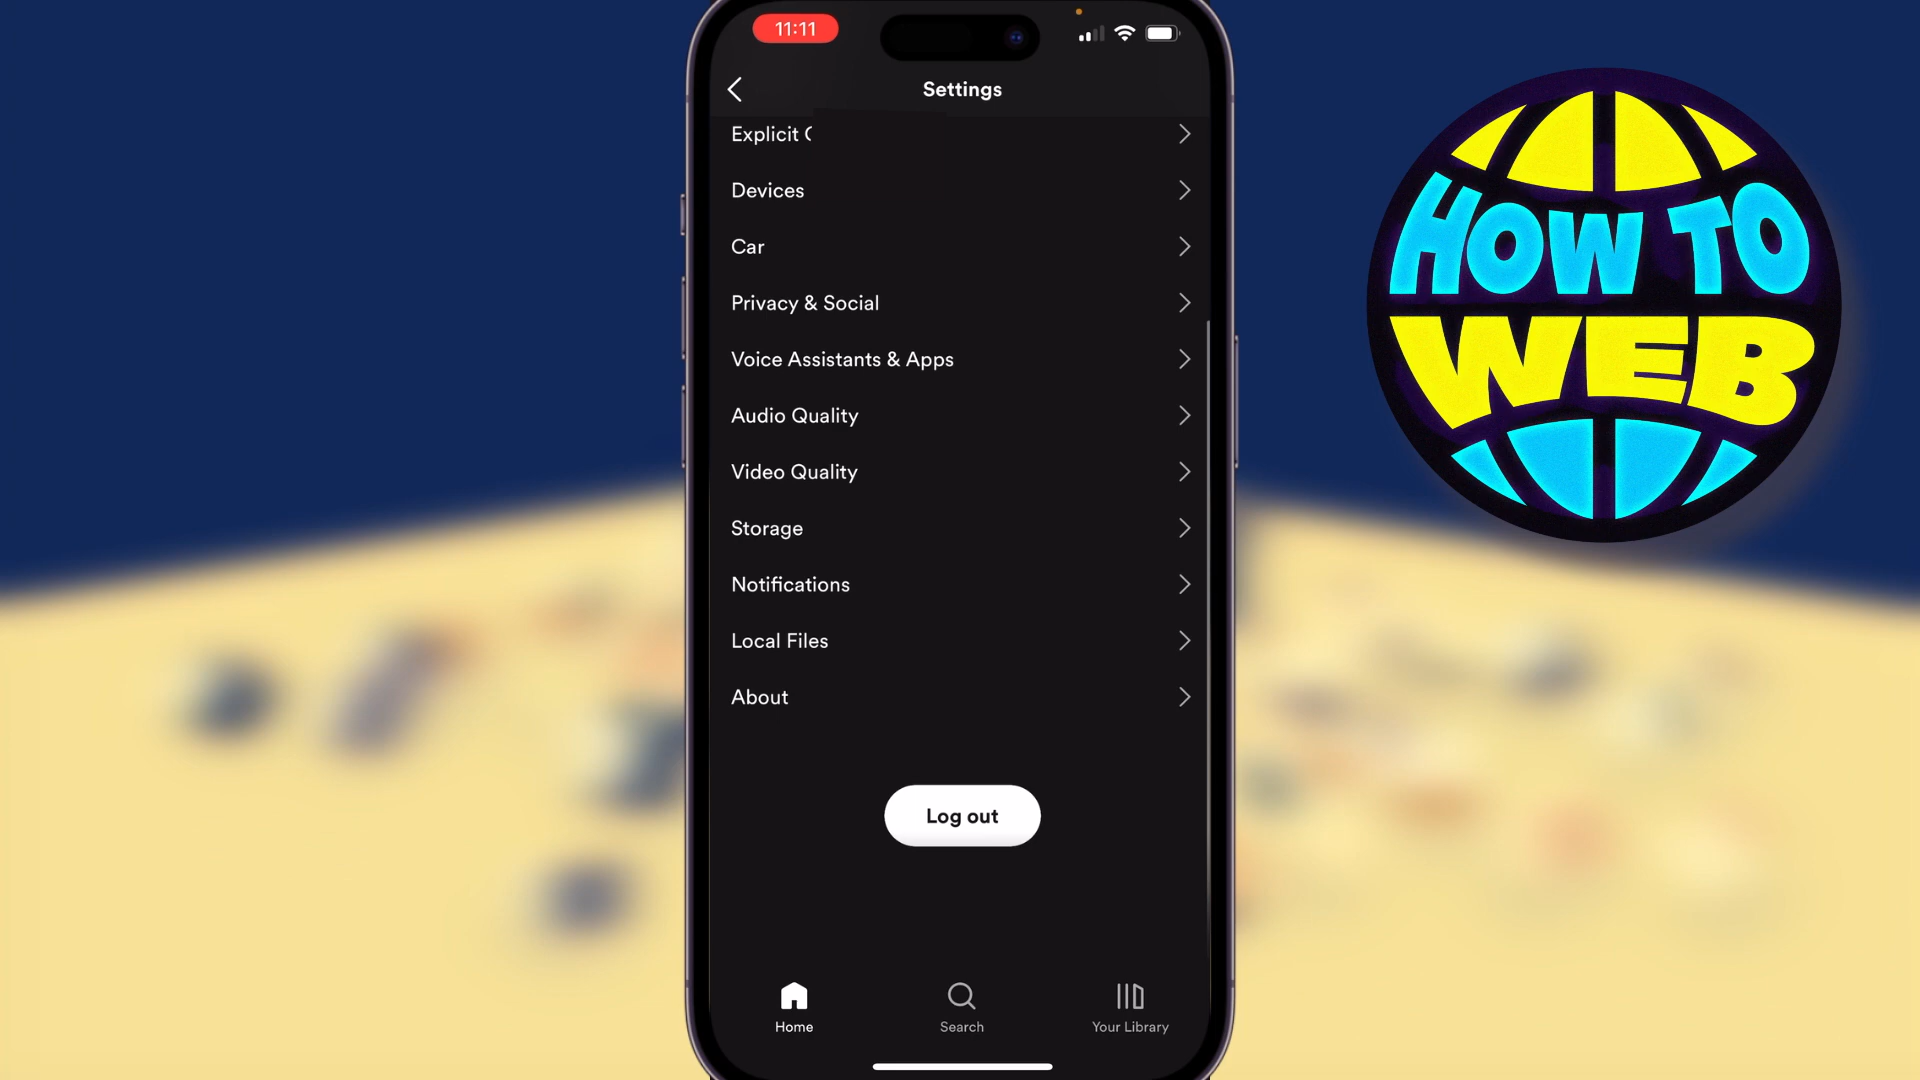 11:11
Settings
Explicit
Devices
Car
Privacy & Social
Voice Assistants & Apps
Audio Quality
Video Quality
Storage
Notifications
Local Files
About
Log out
Home
Search
Your Library
HOW TO
WEB